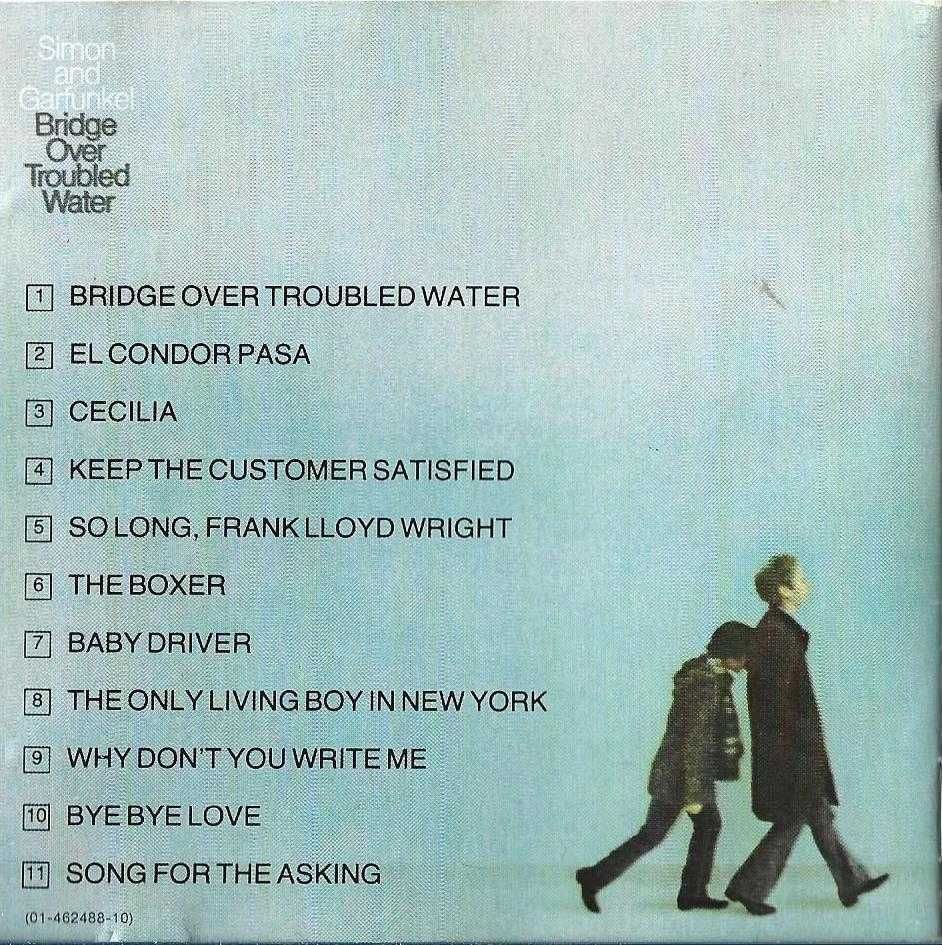 Simon
and
Garfunkel
Bridge
Over
Troubled
Water
1 BRIDGE OVER TROUBLED WATER
2 EL CONDOR PASA
3 CECILIA
4 KEEP THE CUSTOMER SATISFIED
5 SO LONG, FRANK LLOYD WRIGHT
6 THE BOXER
7 BABY DRIVER
8 THE ONLY LIVING BOY IN NEW YORK
9 WHY DON'T YOU WRITE ME
10 BYE BYE LOVE
11 SONG FOR THE ASKING
(01-462488-10)